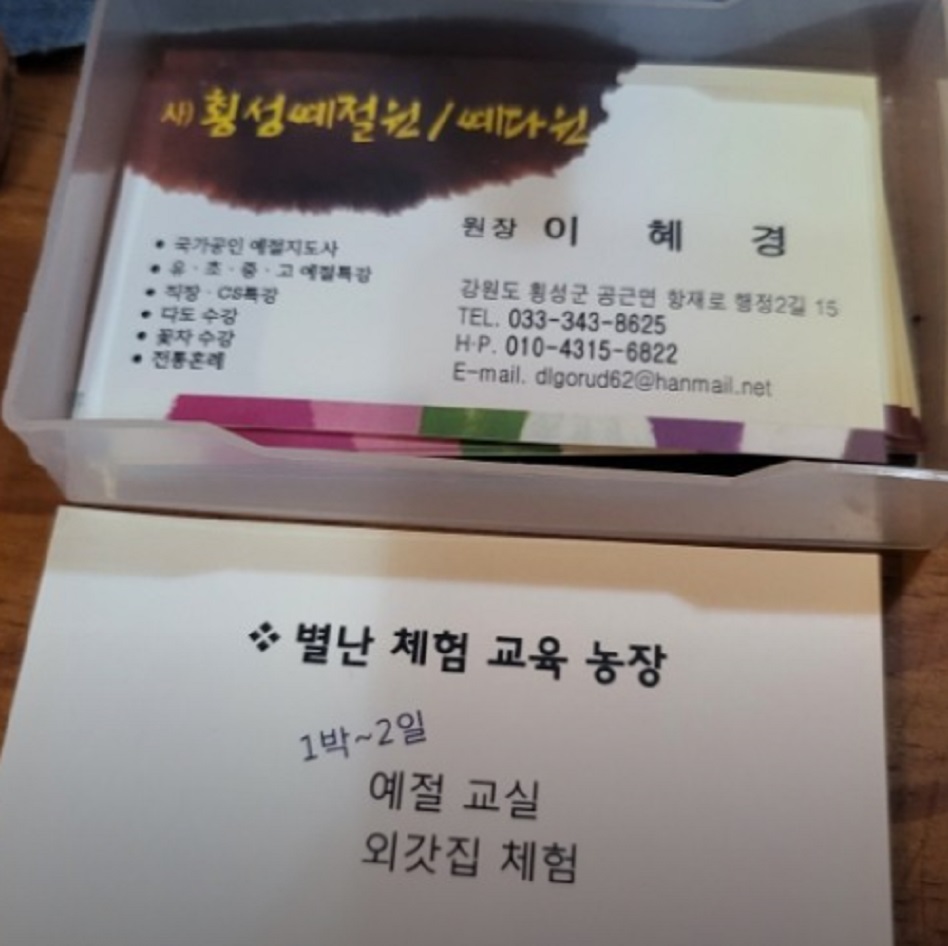 사) 횡성예절원 / 예다원
원장 이 혜 경
• 국가공인 예절지도사
• 유·초·중·고 예절특강
• 직장·CS특강
• 다도 수강
• 꽃자 수강
• 전통혼례
강원도 횡성군 공근면 항재로 행정2길 15
TEL. 033-343-8625
H·P. 010-4315-6822
E-mail. dlgorud62@hanmail.net
❖ 별난 체험 교육 농장
1박~2일
예절 교실
외갓집 체험